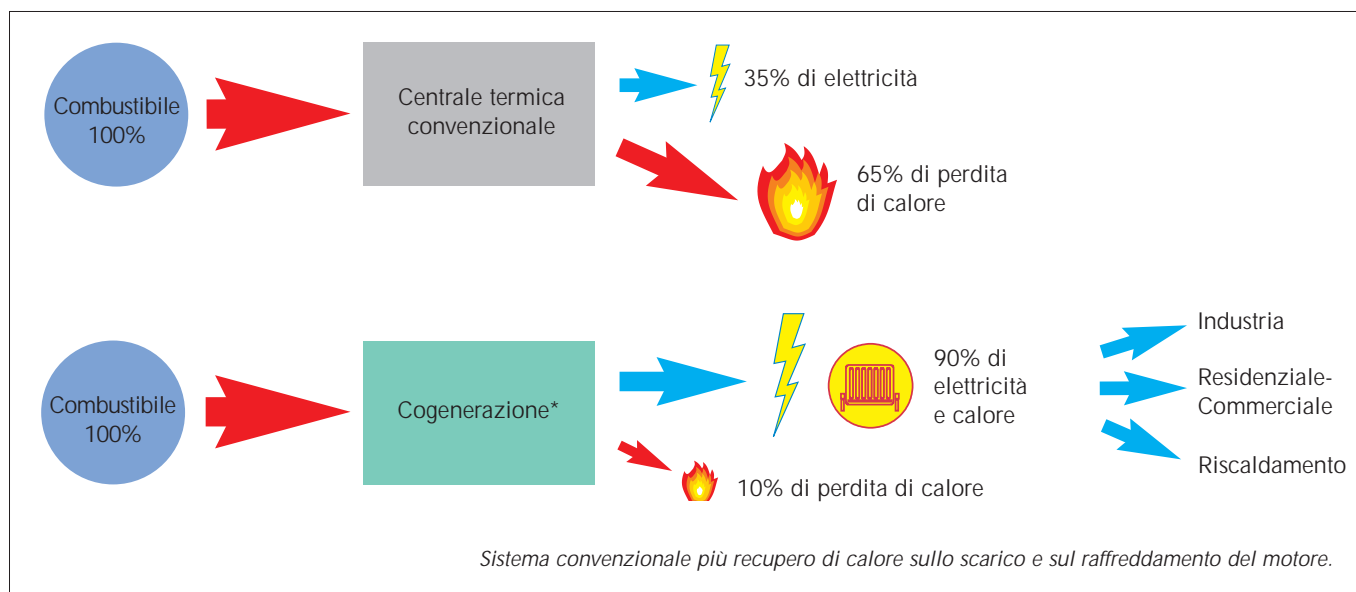 Combustibile
100%
Centrale termica
convenzionale
35% di elettricità
65% di perdita
di calore
Combustibile
100%
Cogenerazione*
90% di
elettricità
e calore
10% di perdita di calore
Industria
Residenziale-
Commerciale
Riscaldamento
Sistema convenzionale più recupero di calore sullo scarico e sul raffreddamento del motore.